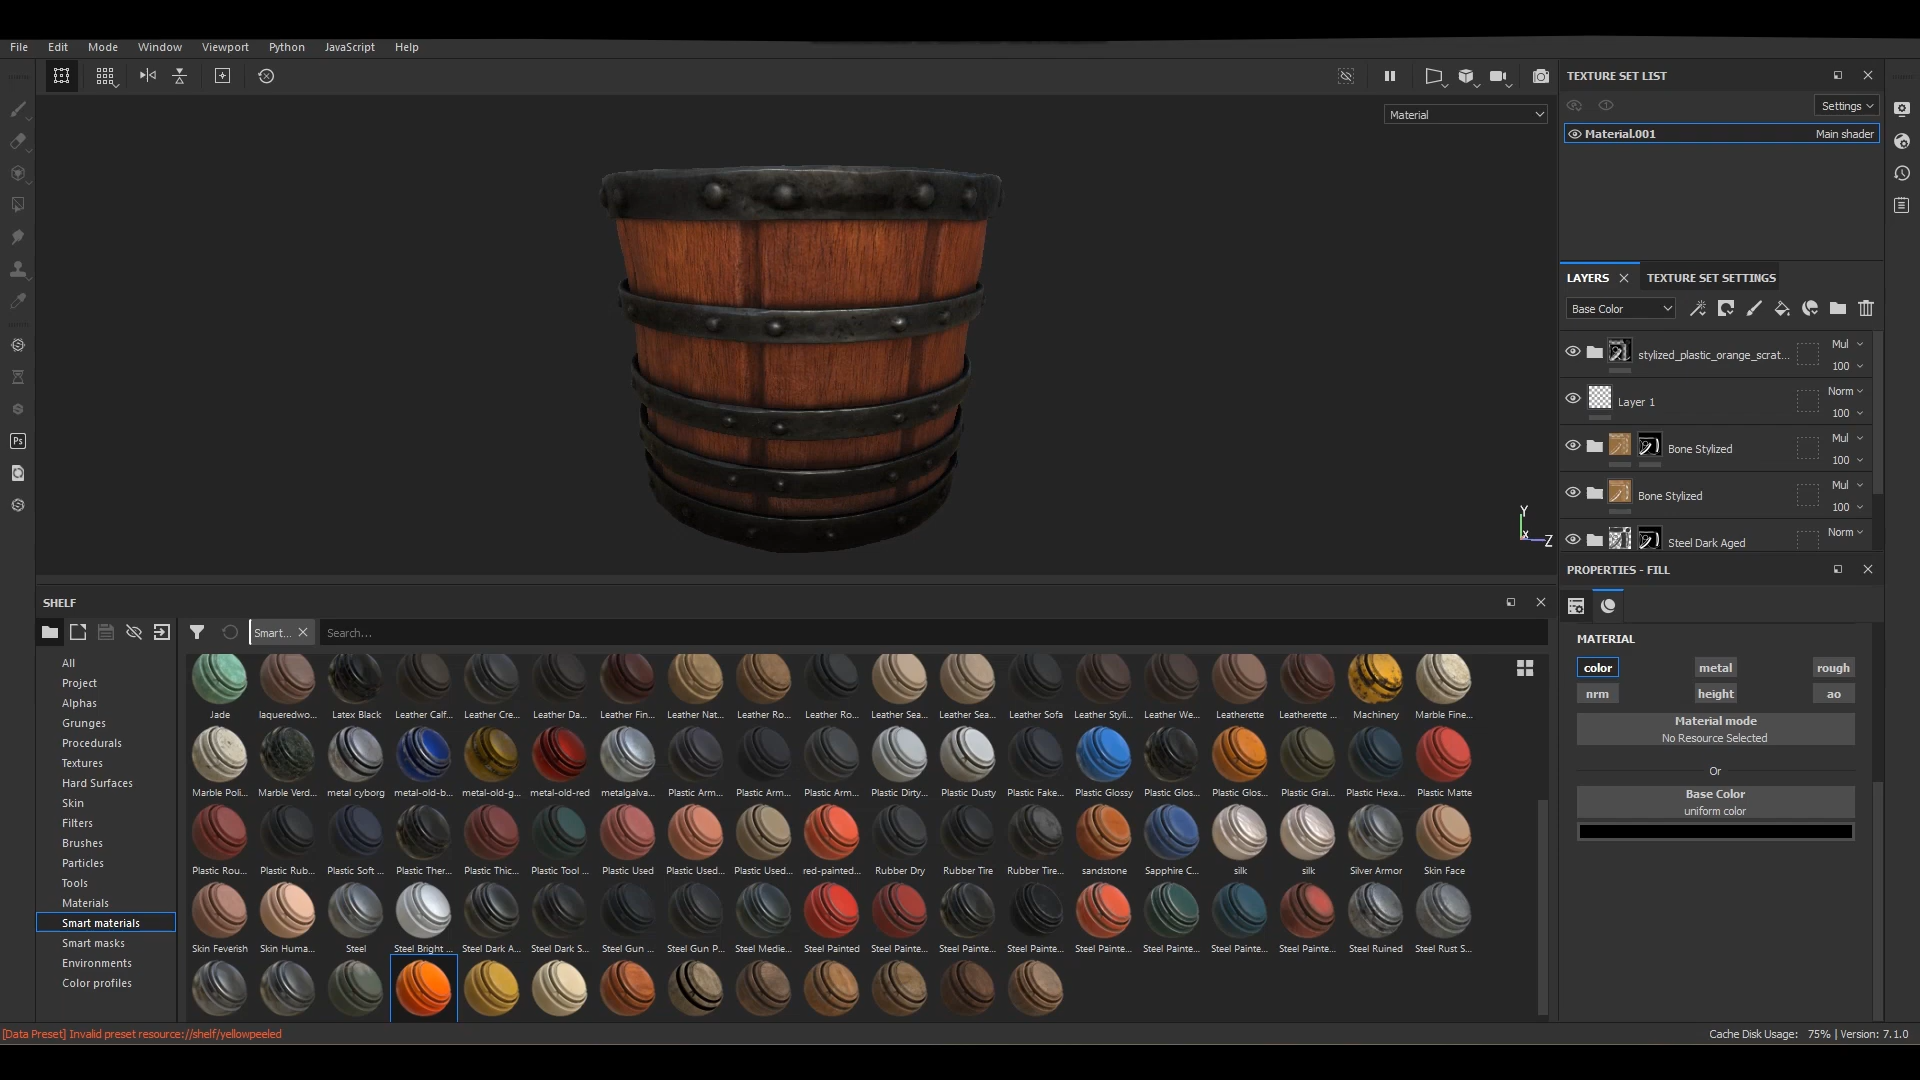 File Edit Mode Window Viewport Python JavaScript Help
Material
Y
X
Z
TEXTURE SET LIST
Settings
Material.001 Main shader
LAYERS TEXTURE SET SETTINGS
Base Color
stylized_plastic_orange_scrat... Mul
100
Layer 1 Norm
100
Bone Stylized Mul
100
Bone Stylized Mul
100
Steel Dark Aged Norm
PROPERTIES - FILL
MATERIAL
color metal rough
nrm height ao
Material mode
No Resource Selected
Or
Base Color
uniform color
Ps
SHELF
Smart... Search...
All
Project
Alphas
Grunges
Procedurals
Textures
Hard Surfaces
Skin
Filters
Brushes
Particles
Tools
Materials
Smart materials
Smart masks
Environments
Color profiles
Jade laqueredwo... Latex Black Leather Calf... Leather Cre... Leather Da... Leather Fin... Leather Nat... Leather Ro... Leather Ro... Leather Sea... Leather Sea... Leather Sofa Leather Styli... Leather We... Leatherette Leatherette ... Machinery Marble Fine...
Marble Poli... Marble Verd... metal cyborg metal-old-b... metal-old-g... metal-old-red metalgalva... Plastic Arm... Plastic Arm... Plastic Arm... Plastic Dirty... Plastic Dusty Plastic Fake... Plastic Glossy Plastic Glos... Plastic Glos... Plastic Grai... Plastic Hexa... Plastic Matte
Plastic Rou... Plastic Rub... Plastic Soft ... Plastic Ther... Plastic Thic... Plastic Tool ... Plastic Used Plastic Used... Plastic Used... red-painted... Rubber Dry Rubber Tire Rubber Tire... sandstone Sapphire C... silk silk Silver Armor Skin Face
Skin Feverish Skin Huma... Steel Steel Bright ... Steel Dark A... Steel Dark S... Steel Gun ... Steel Gun P... Steel Medie... Steel Painted Steel Painte... Steel Painte... Steel Painte... Steel Painte... Steel Painte... Steel Painte... Steel Painte... Steel Ruined Steel Rust S...
[Data Preset] Invalid preset resource://shelf/yellowpeeled
Cache Disk Usage: 75% | Version: 7.1.0